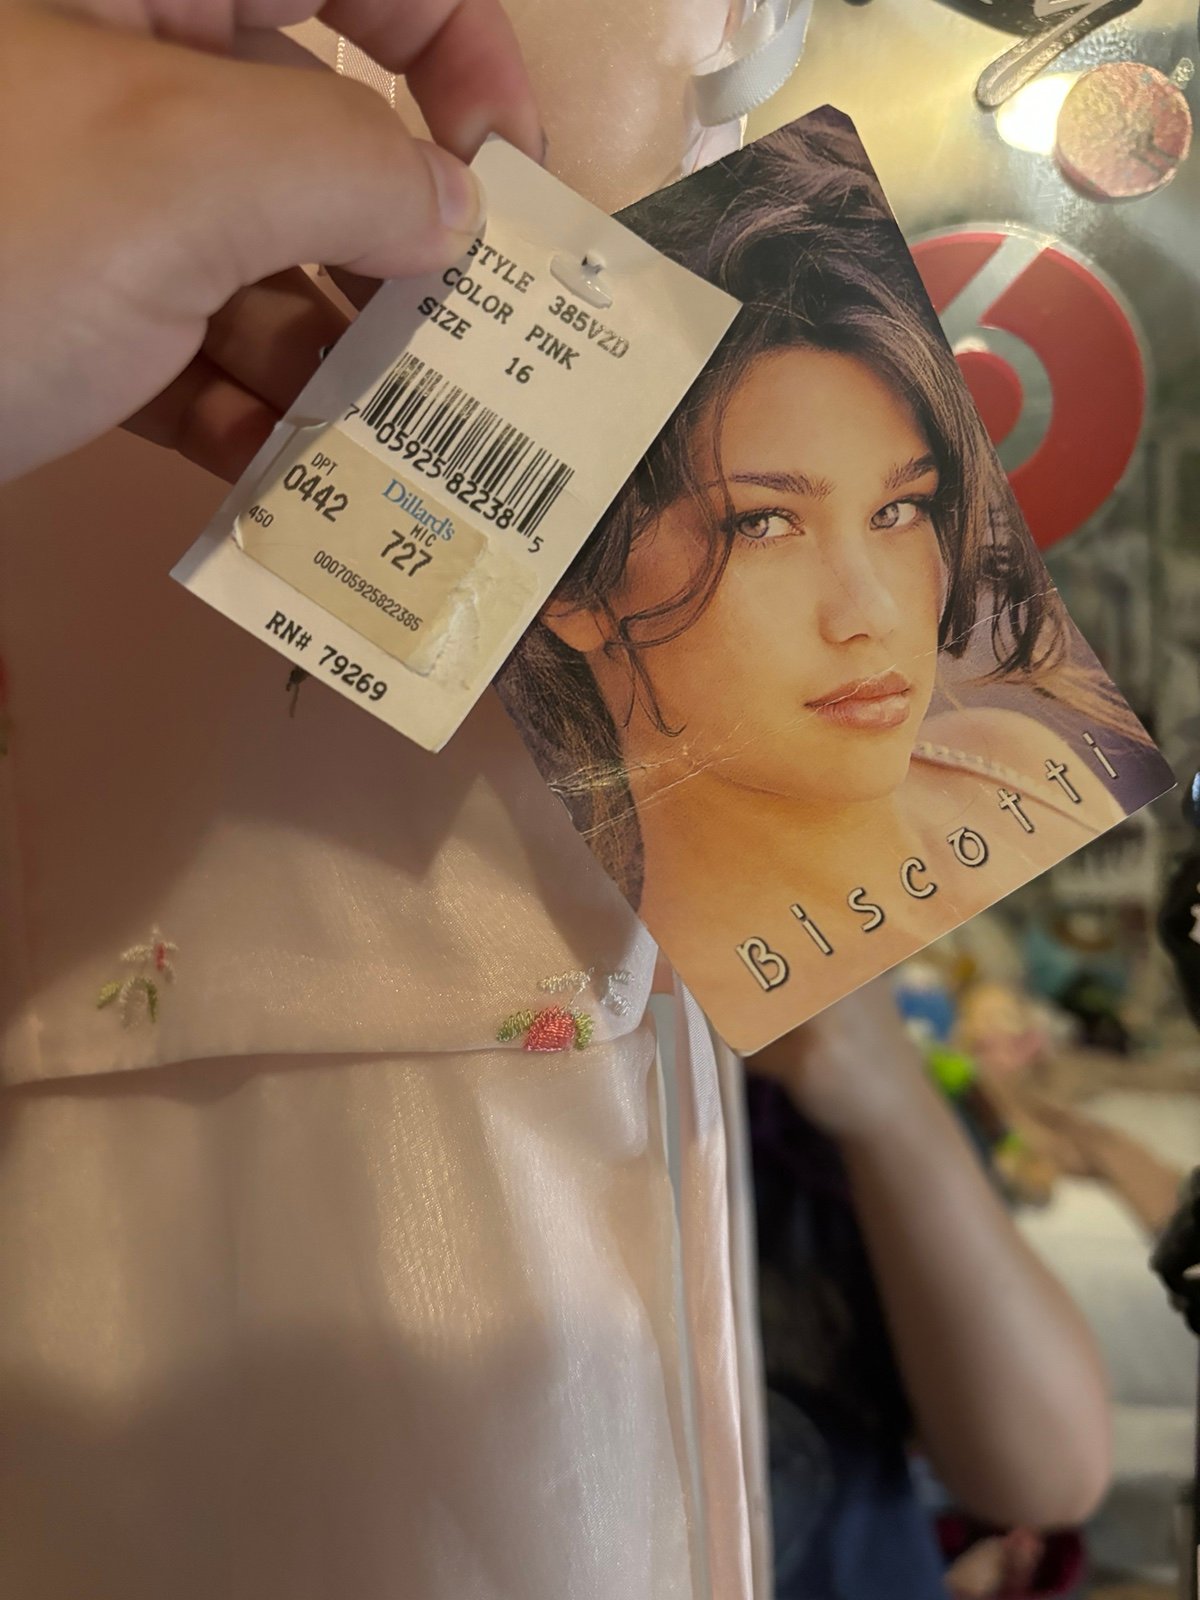 STYLE 385VZD
COLOR PINK
SIZE 16
7 05925 82238 5
DPT
0442
Dillard's
MIC
727
450
000705925822385
RN# 79269
Biscotti